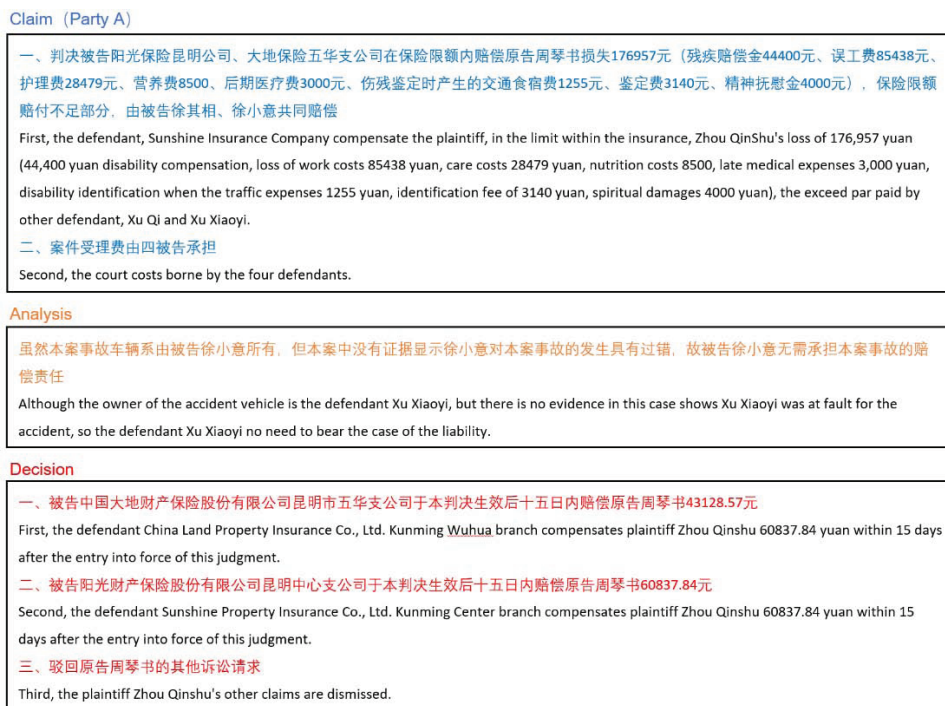 Claim（Party A）
一、判决被告阳光保险昆明公司、大地保险五华支公司在保险限额内赔偿原告周琴书损失176957元（残疾赔偿金44400元、误工费85438元、
护理费28479元、营养费8500、后期医疗费3000元、伤残鉴定时产生的交通食宿费1255元、鉴定费3140元、精神抚慰金4000元），保险限额
赔付不足部分，由被告徐其相、徐小意共同赔偿
First, the defendant, Sunshine Insurance Company compensate the plaintiff, in the limit within the insurance, Zhou QinShu's loss of 176,957 yuan
(44,400 yuan disability compensation, loss of work costs 85438 yuan, care costs 28479 yuan, nutrition costs 8500, late medical expenses 3,000 yuan,
disability identification when the traffic expenses 1255 yuan, identification fee of 3140 yuan, spiritual damages 4000 yuan), the exceed par paid by
other defendant, Xu Qi and Xu Xiaoyi.
二、案件受理费由四被告承担
Second, the court costs borne by the four defendants.
Analysis
虽然本案事故车辆系由被告徐小意所有，但本案中没有证据显示徐小意对本案事故的发生具有过错，故被告徐小意无需承担本案事故的赔
偿责任
Although the owner of the accident vehicle is the defendant Xu Xiaoyi, but there is no evidence in this case shows Xu Xiaoyi was at fault for the
accident, so the defendant Xu Xiaoyi no need to bear the case of the liability.
Decision
一、被告中国大地财产保险股份有限公司昆明市五华支公司于本判决生效后十五日内赔偿原告周琴书43128.57元
First, the defendant China Land Property Insurance Co., Ltd. Kunming Wuhua branch compensates plaintiff Zhou Qinshu 60837.84 yuan within 15 days
after the entry into force of this judgment.
二、被告阳光财产保险股份有限公司昆明中心支公司于本判决生效后十五日内赔偿原告周琴书60837.84元
Second, the defendant Sunshine Property Insurance Co., Ltd. Kunming Center branch compensates plaintiff Zhou Qinshu 60837.84 yuan within 15
days after the entry into force of this judgment.
三、驳回原告周琴书的其他诉讼请求
Third, the plaintiff Zhou Qinshu's other claims are dismissed.